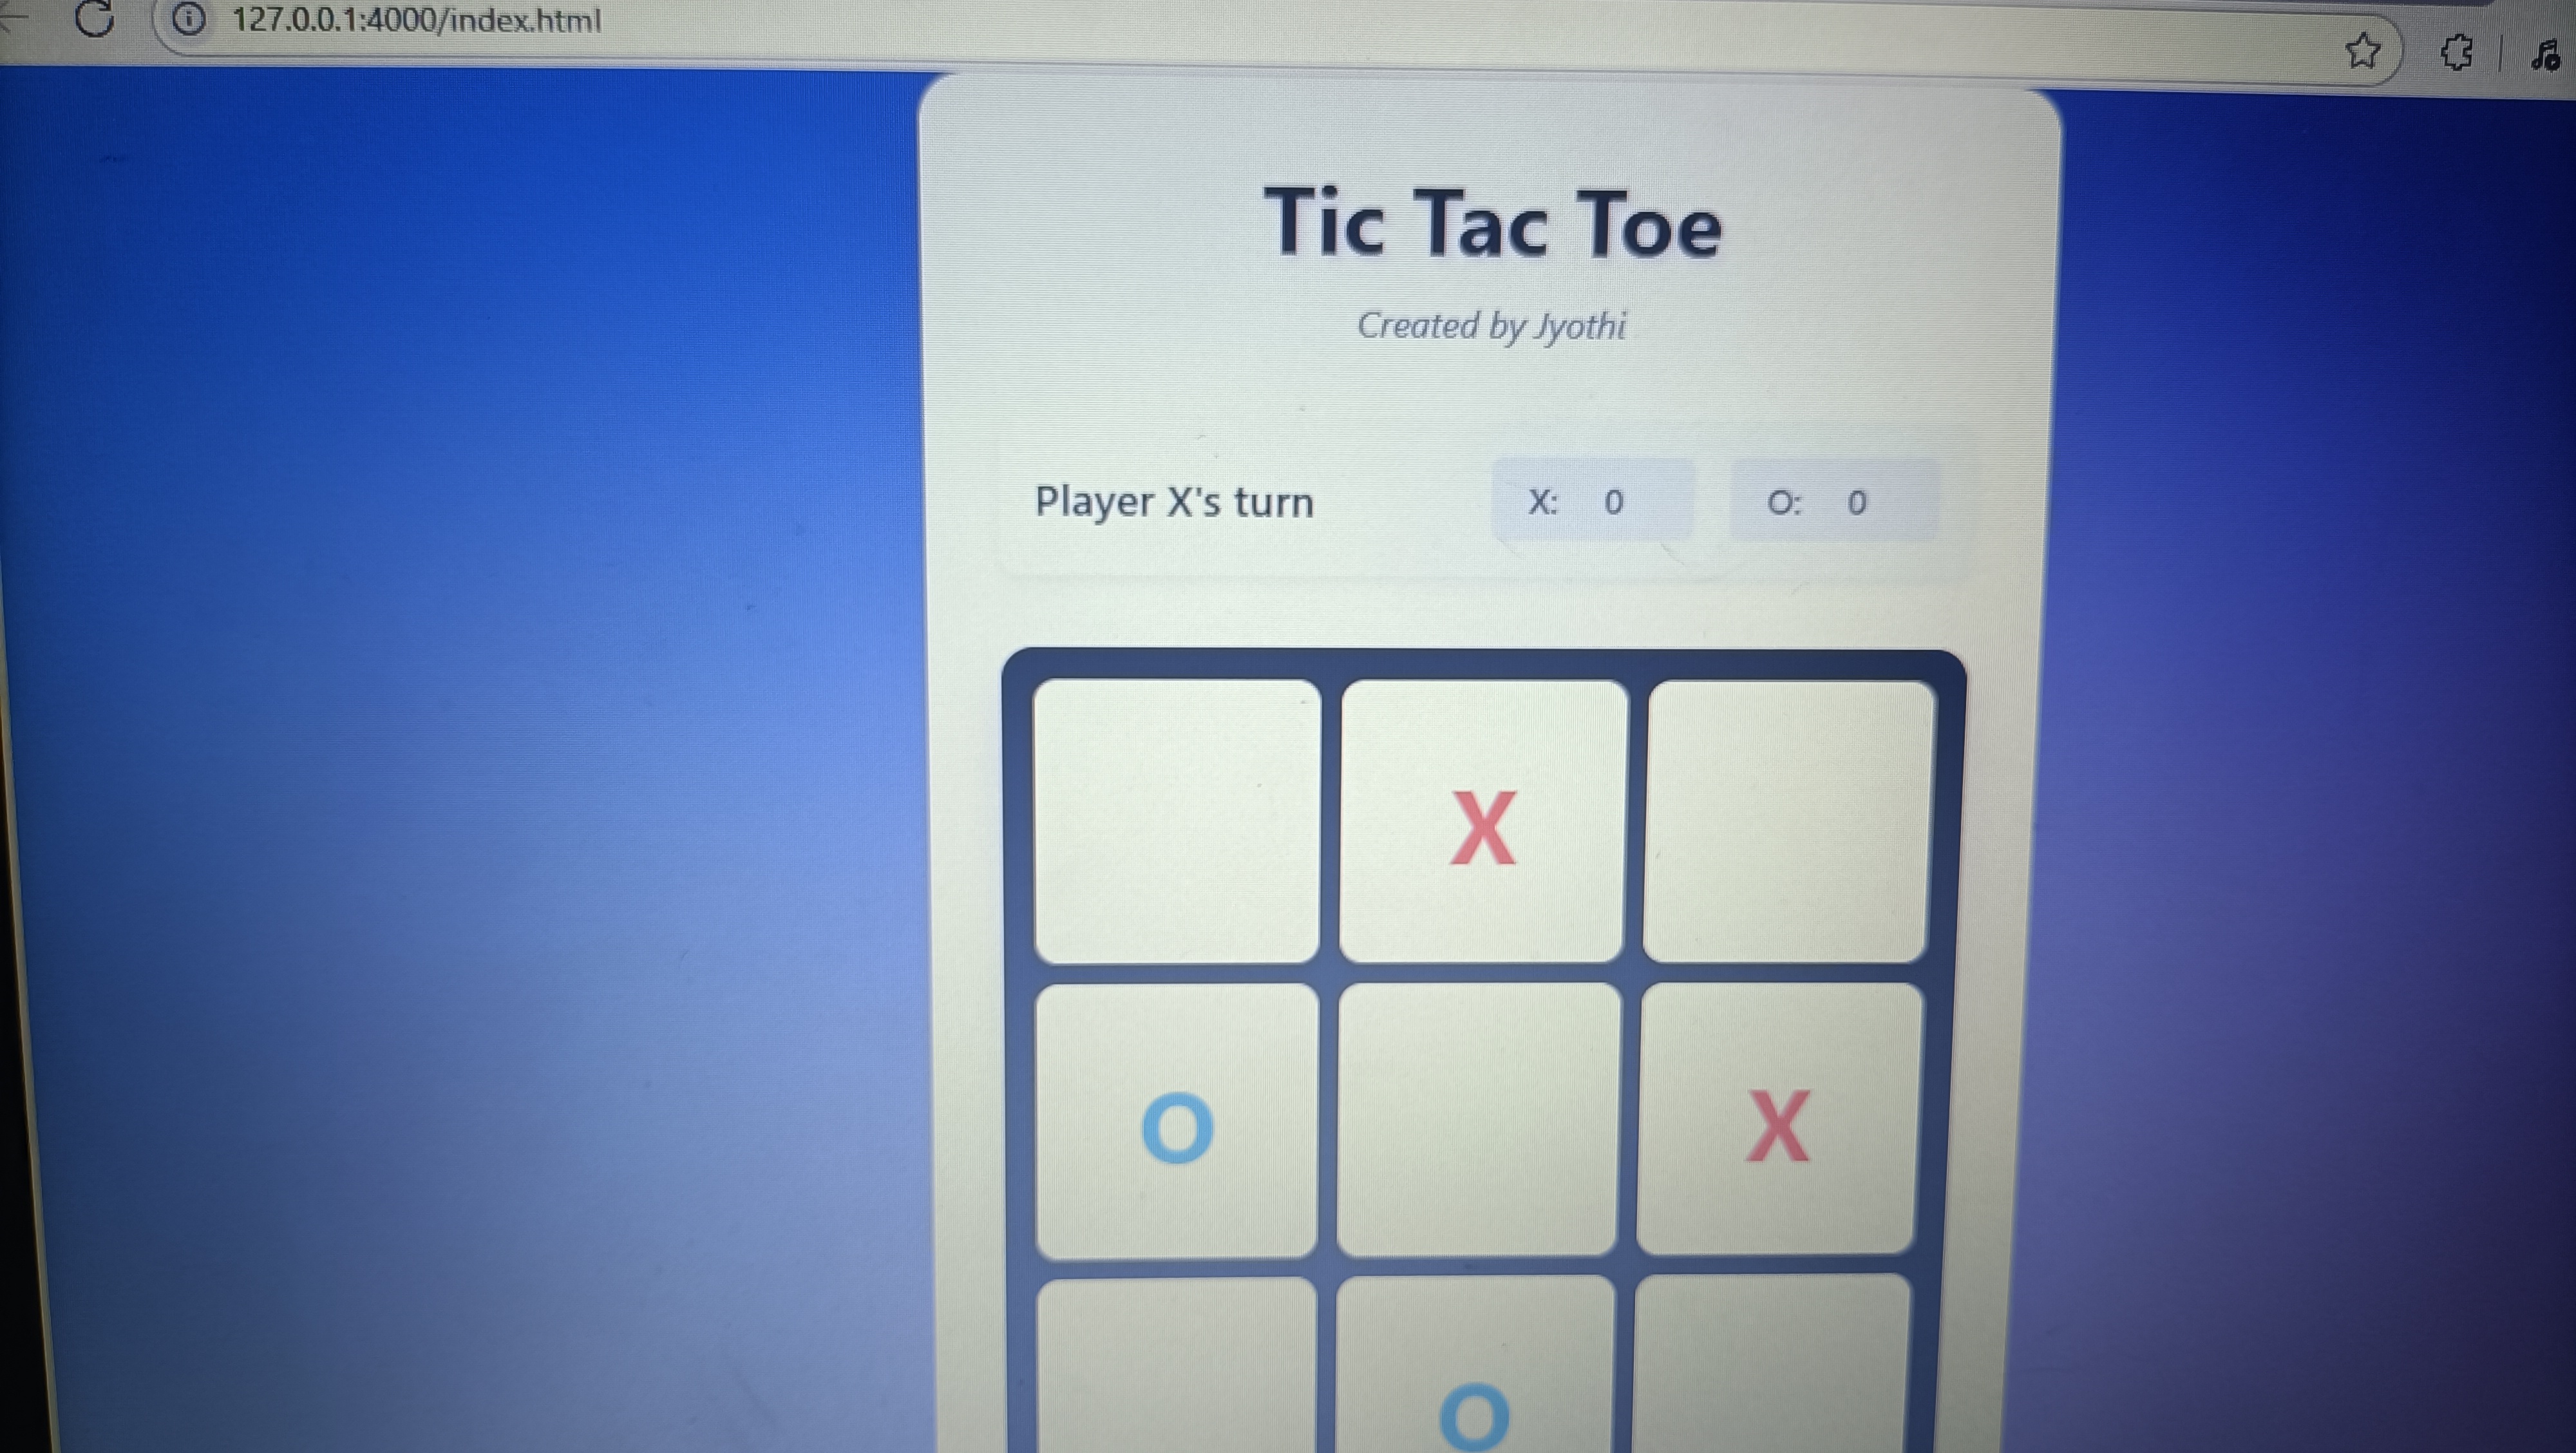 127.0.0.1:4000/index.html
Tic Tac Toe
Created by Jyothi
Player X's turn X: 0 O: 0
X
O X
O